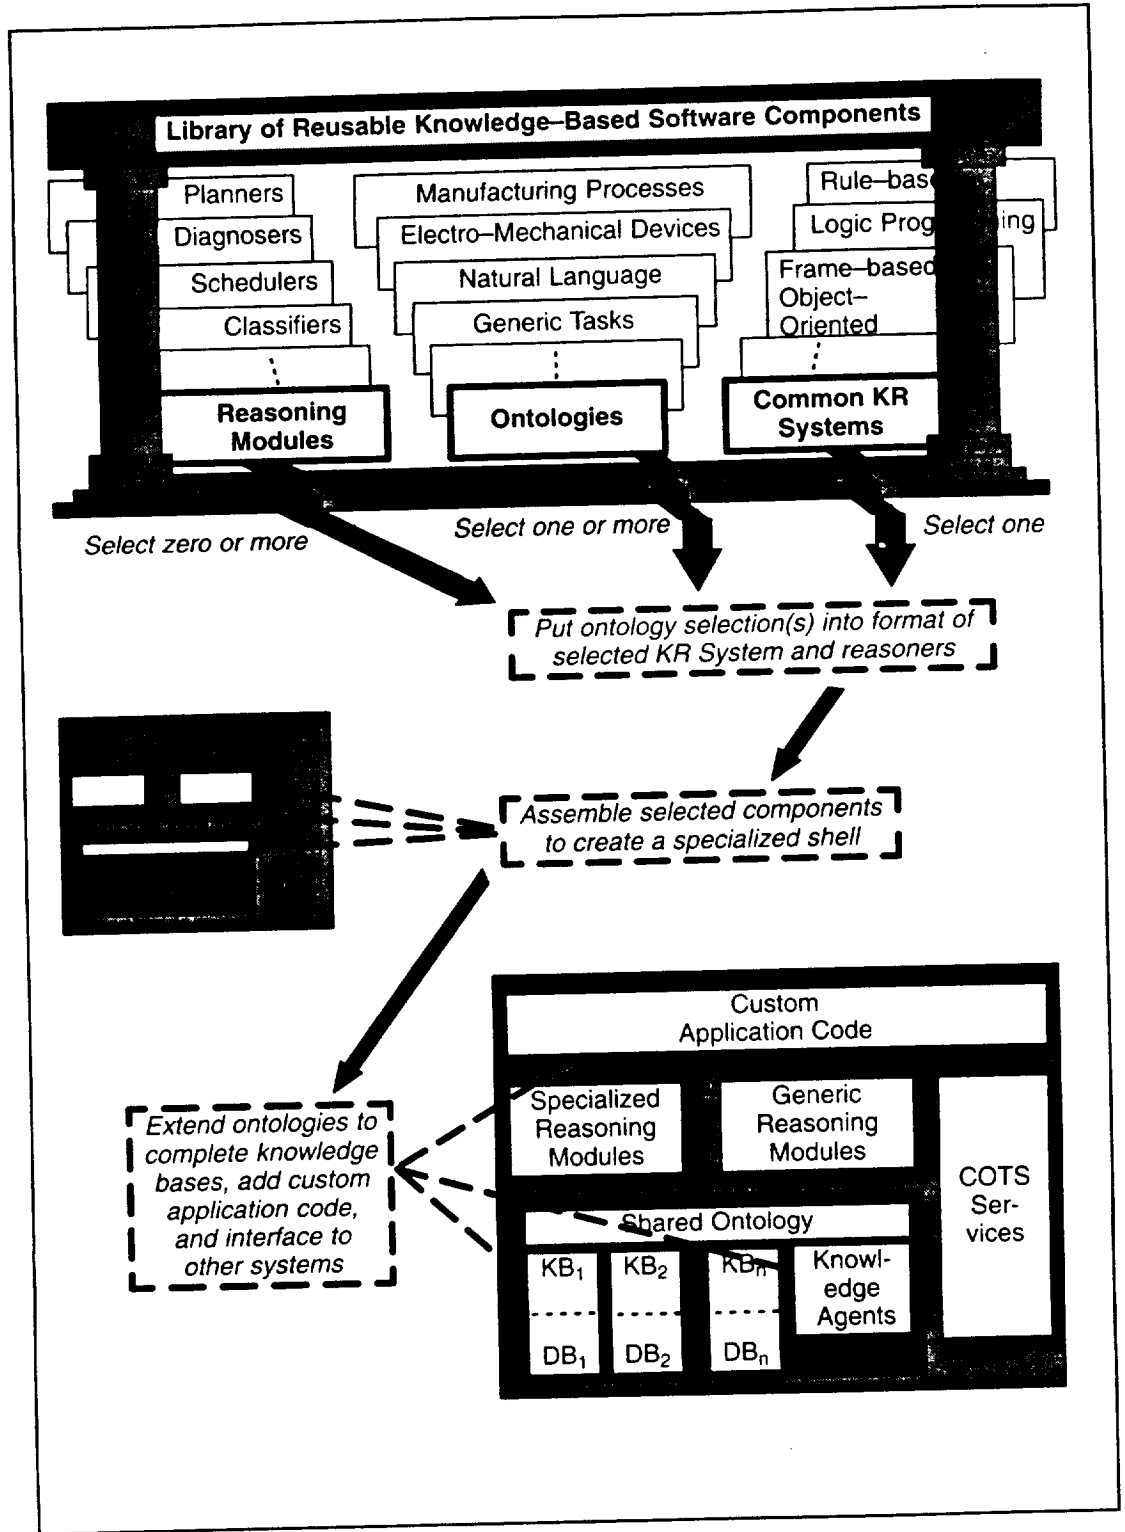 Library of Reusable Knowledge–Based Software Components
Planners
Diagnosers
Schedulers
Classifiers
Reasoning
Modules
Manufacturing Processes
Electro–Mechanical Devices
Natural Language
Generic Tasks
Ontologies
Rule–bas
Logic Prog ing
Frame–based
Object–
Oriented
Common KR
Systems
Select zero or more
Select one or more
Select one
Put ontology selection(s) into format of
selected KR System and reasoners
Assemble selected components
to create a specialized shell
Extend ontologies to
complete knowledge
bases, add custom
application code,
and interface to
other systems
Custom
Application Code
Specialized
Reasoning
Modules
Generic
Reasoning
Modules
COTS
Ser-
vices
Shared Ontology
KB1
KB2
KBn
Knowl-
edge
Agents
DB1
DB2
DBn